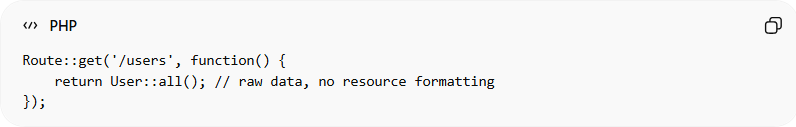 </> PHP
Route::get('/users', function() {
    return User::all(); // raw data, no resource formatting
});